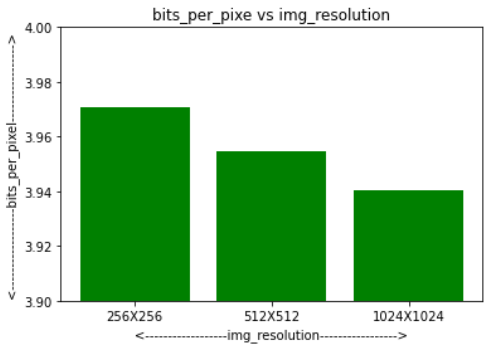 bits_per_pixe vs img_resolution
4.00
3.98
3.96
3.94
3.92
3.90
<----------------bits_per_pixel---------------->
256X256 512X512 1024X1024
<------------------img_resolution----------------->